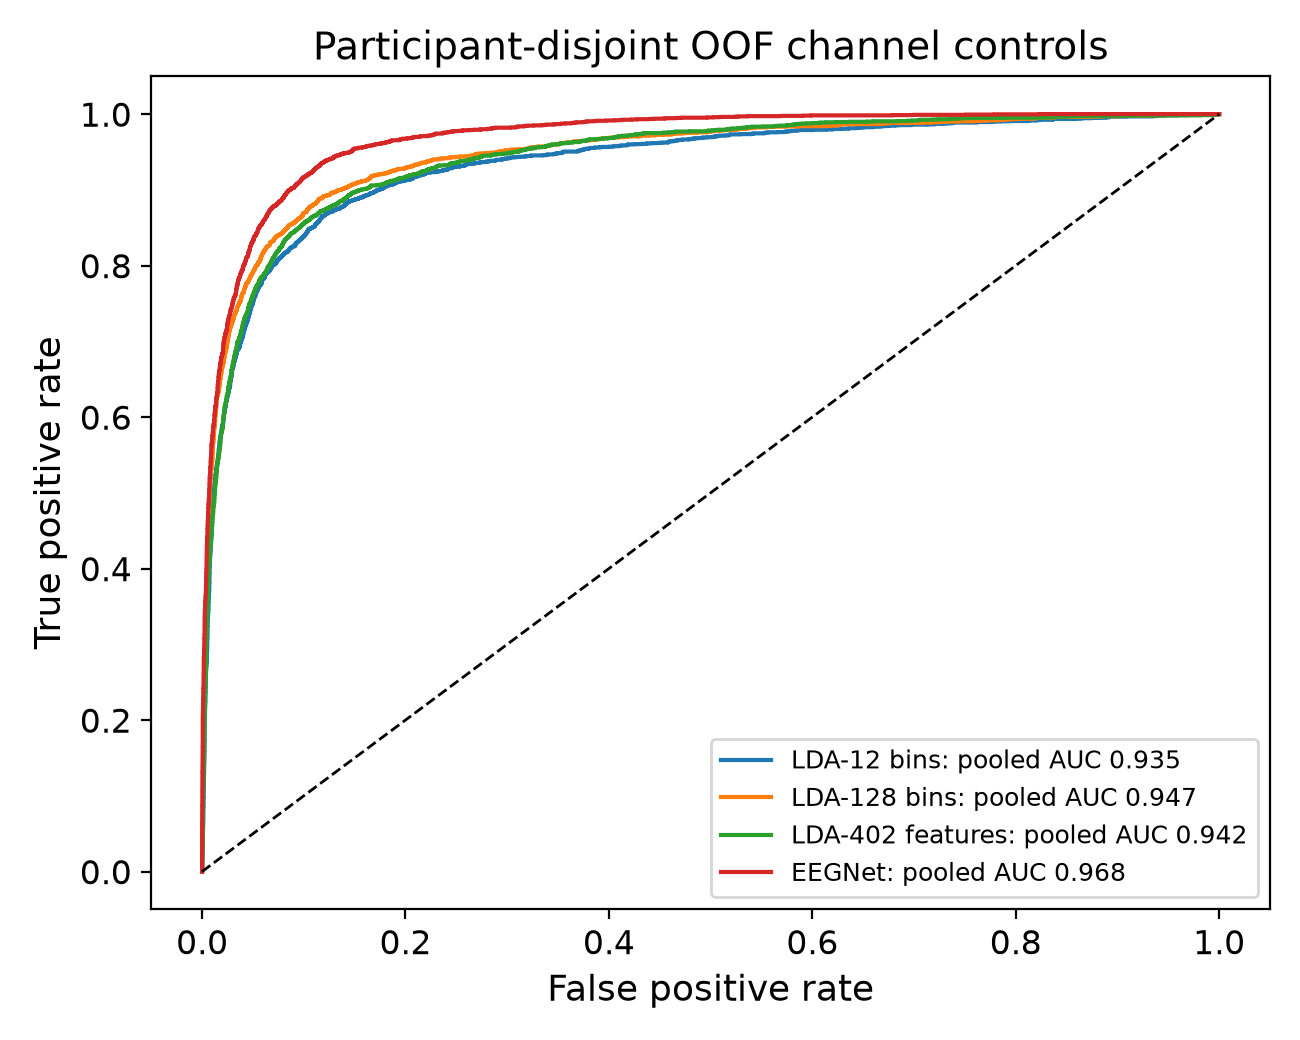 Participant-disjoint OOF channel controls
True positive rate
1.0
0.8
0.6
0.4
0.2
0.0
LDA-12 bins: pooled AUC 0.935
LDA-128 bins: pooled AUC 0.947
LDA-402 features: pooled AUC 0.942
EEGNet: pooled AUC 0.968
0.0 0.2 0.4 0.6 0.8 1.0
False positive rate